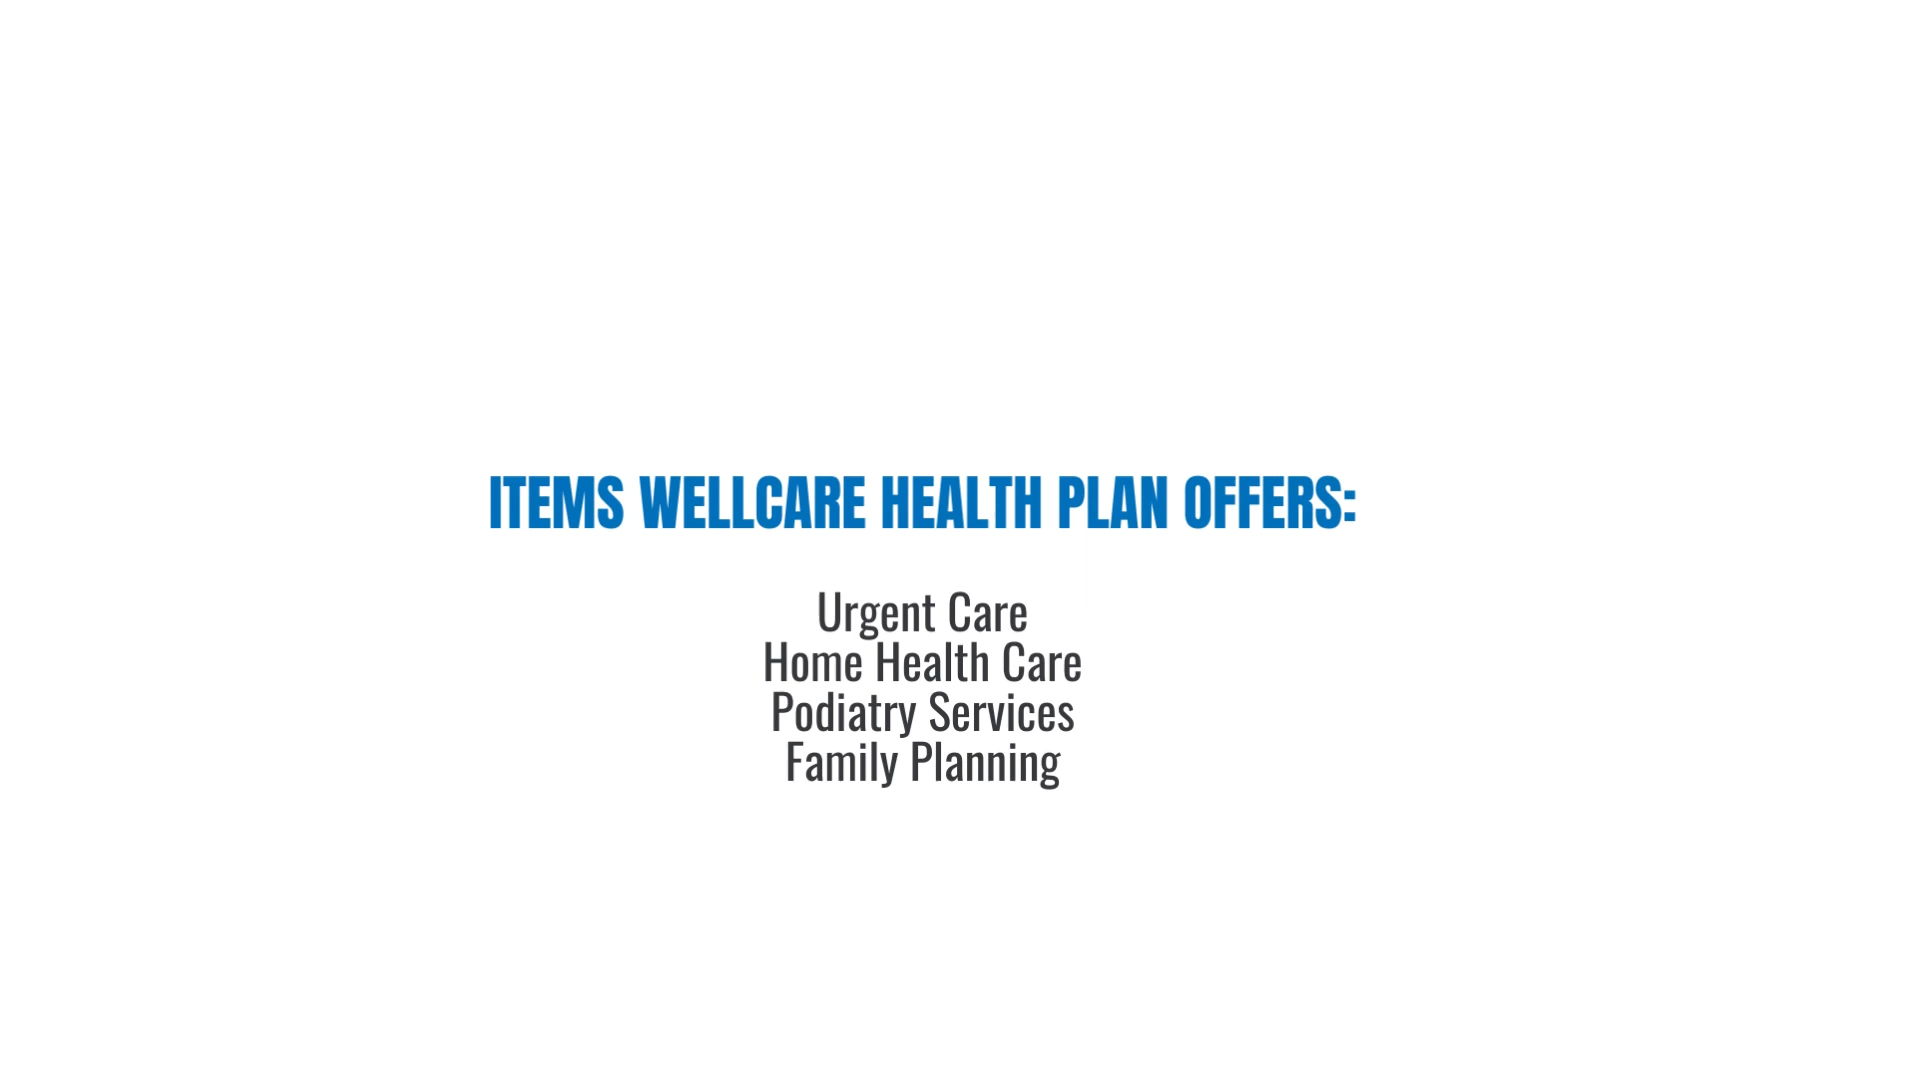 ITEMS WELLCARE HEALTH PLAN OFFERS:
Urgent Care
Home Health Care
Podiatry Services
Family Planning